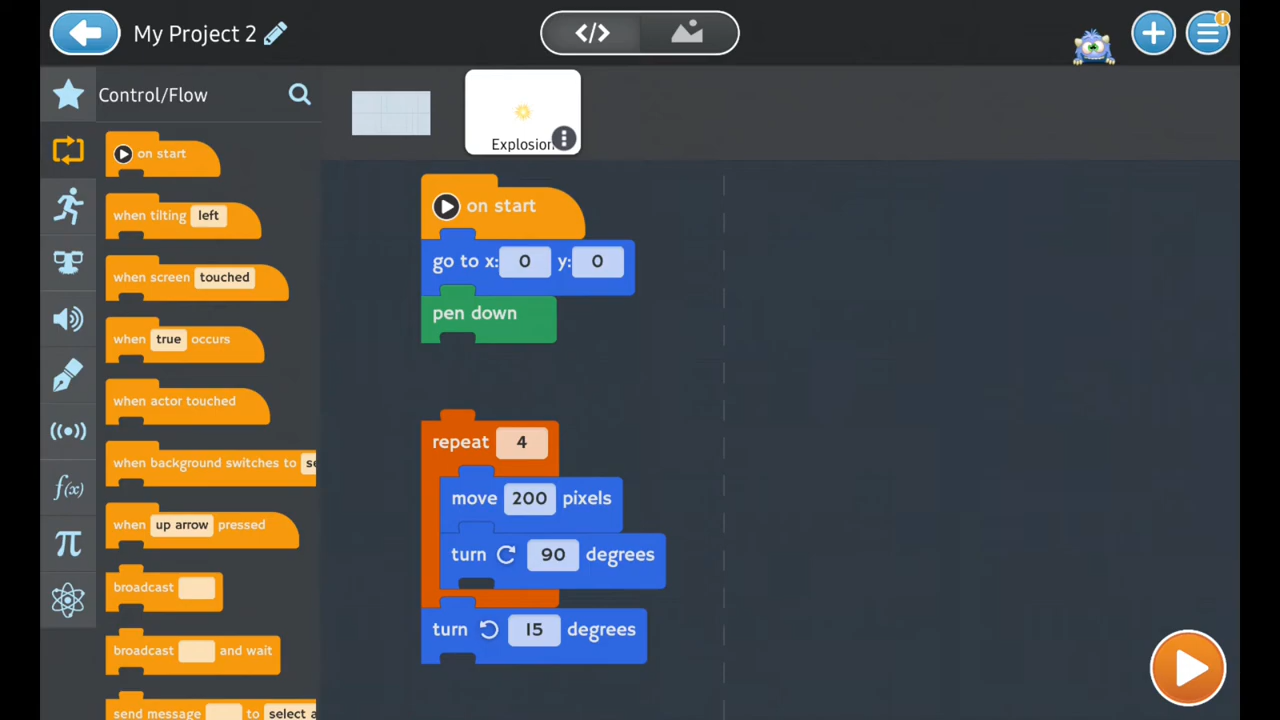 My Project 2
</>
Control/Flow
Explosion
on start
when tilting left
when screen touched
when true occurs
when actor touched
when background switches to
when up arrow pressed
broadcast
broadcast and wait
send message to select a
f(x)
π
on start
go to x: 0 y: 0
pen down
repeat 4
move 200 pixels
turn 90 degrees
turn 15 degrees